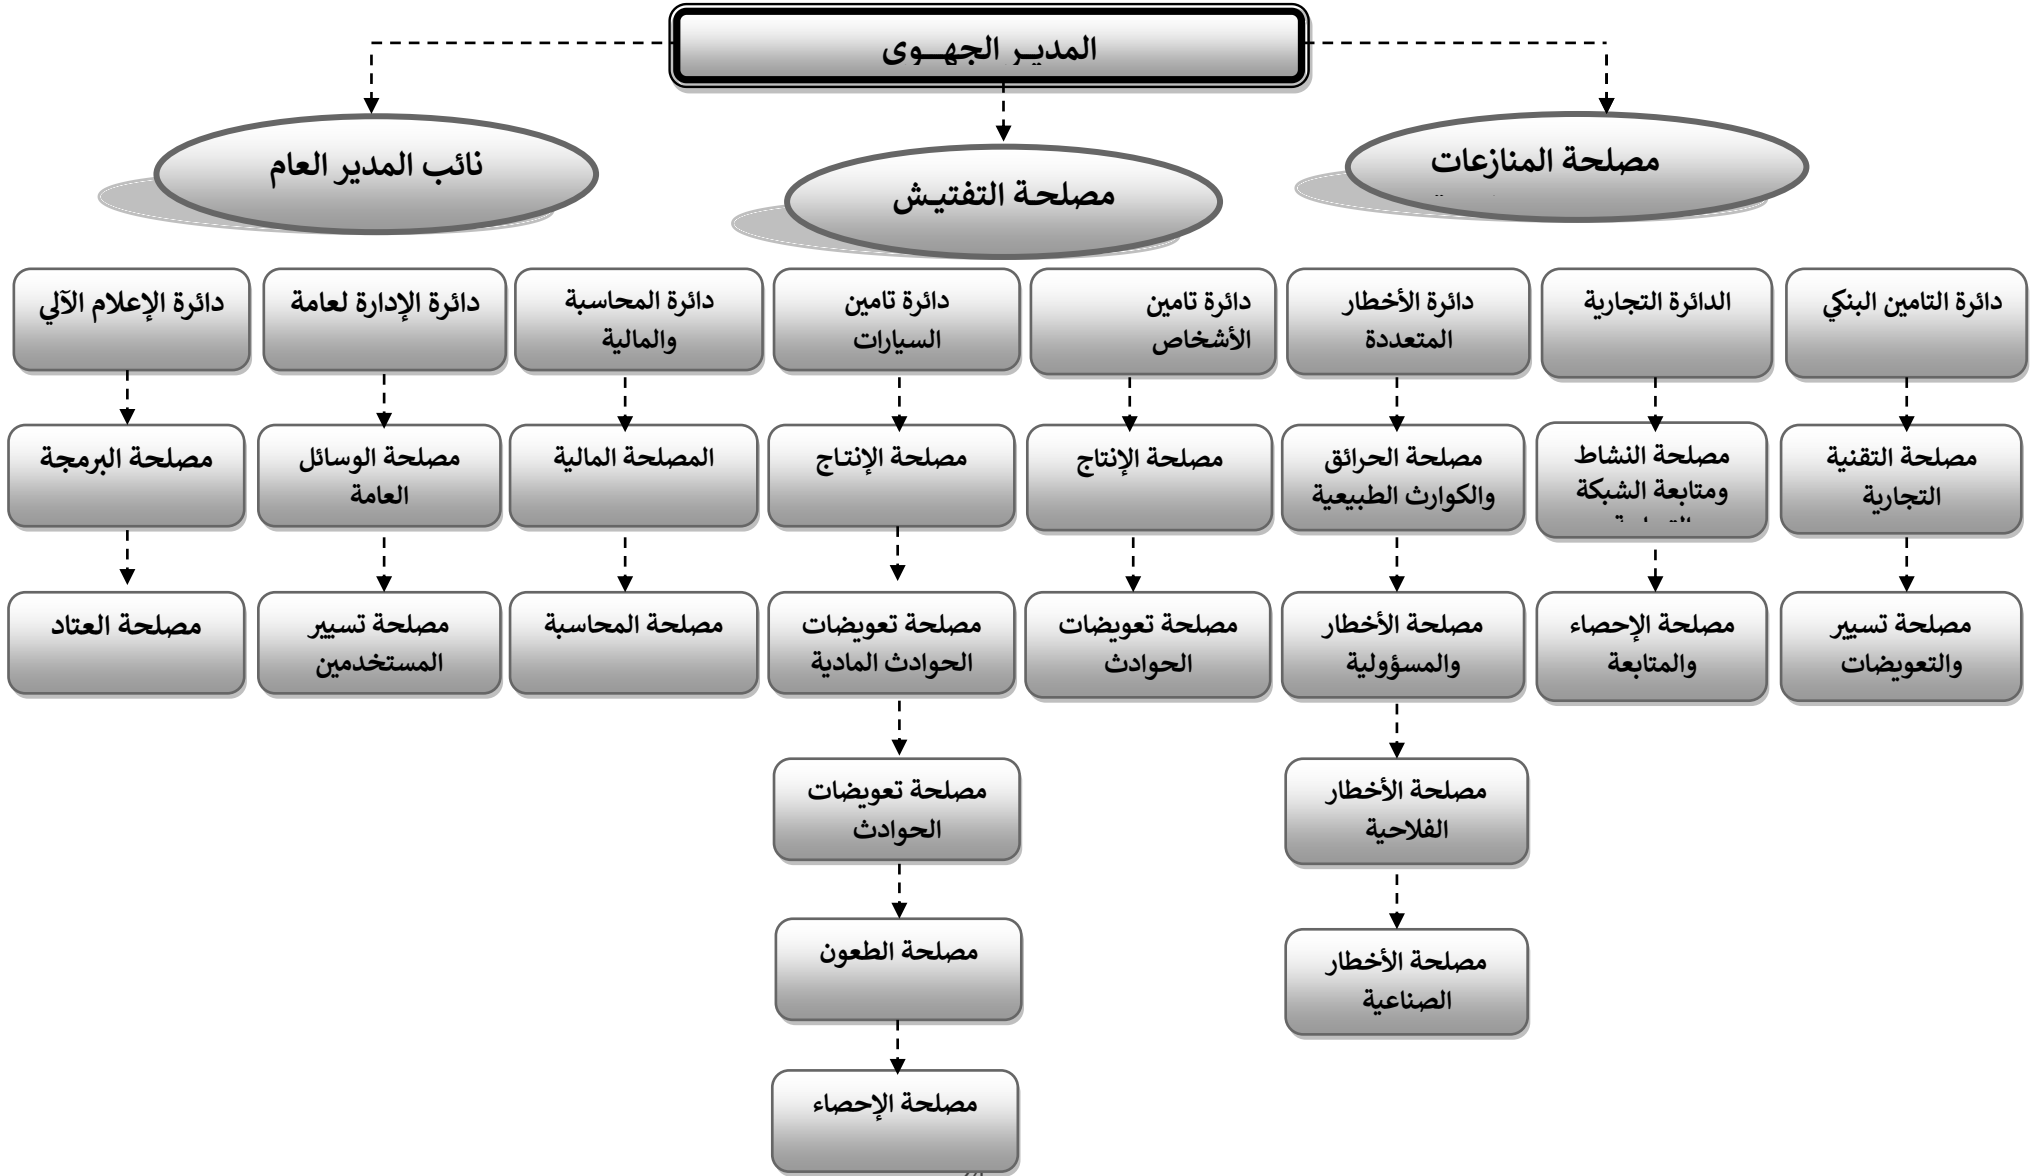 المديـر الجهــوى
مصلحة المنازعات
مصلحة التفتيـش
نائب المدير العام
دائرة التامين البنكي
الدائرة التجارية
دائرة الأخطار
المتعددة
دائرة تامين
الأشخاص
دائرة تامين
السيارات
دائرة المحاسبة
والمالية
دائرة الإدارة لعامة
دائرة الإعلام الآلي
مصلحة التقنية
التجارية
مصلحة النشاط
ومتابعة الشبكة
مصلحة الحرائق
والكوارث الطبيعية
مصلحة الإنتاج
مصلحة الإنتـاج
المصلحة المالية
مصلحة الوسائل
العامة
مصلحة البرمجة
مصلحة تسيير
والتعويضات
مصلحة الإحصاء
والمتابعة
مصلحة الأخطار
والمسؤولية
مصلحة تعويضات
الحوادث
مصلحة تعويضات
الحوادث المادية
مصلحة المحاسبة
مصلحة تسيير
المستخدمين
مصلحة العتاد
مصلحة الأخطار
الفلاحية
مصلحة تعويضات
الحوادث
مصلحة الأخطار
الصناعية
مصلحة الطعون
مصلحة الإحصاء